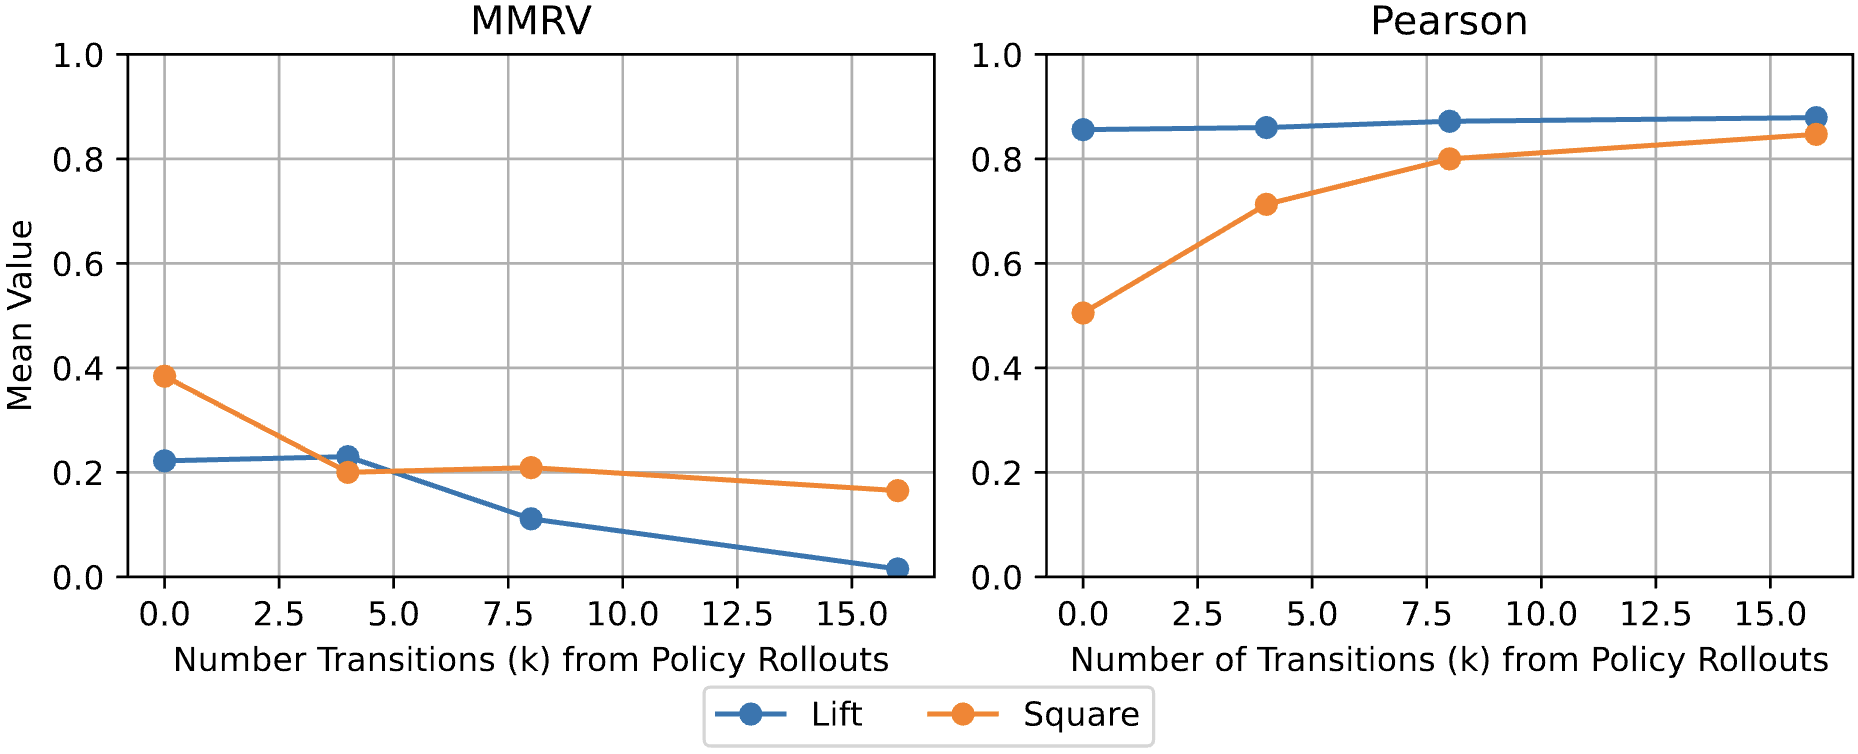 MMRV
Pearson
Mean Value
1.0
0.8
0.6
0.4
0.2
0.0
0.0 2.5 5.0 7.5 10.0 12.5 15.0
Number Transitions (k) from Policy Rollouts
1.0
0.8
0.6
0.4
0.2
0.0
0.0 2.5 5.0 7.5 10.0 12.5 15.0
Number of Transitions (k) from Policy Rollouts
Lift Square